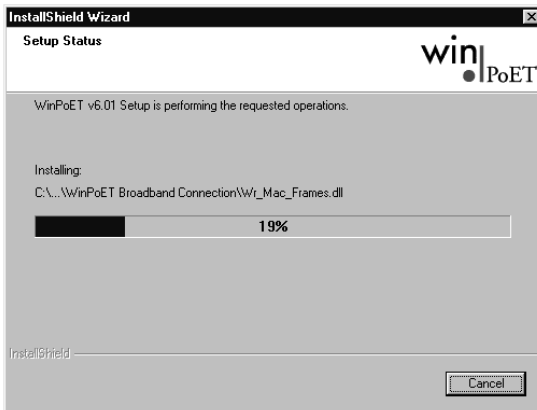 InstallShield Wizard
Setup Status
win
PoET
WinPoET v6.01 Setup is performing the requested operations.
Installing:
C:\...\WinPoET Broadband Connection\Wr_Mac_Frames.dll
19%
InstallShield
Cancel